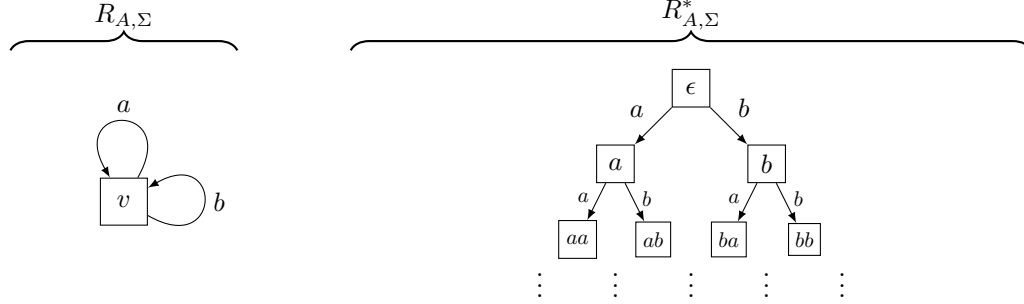 R_{A,Σ} R^*_{A,Σ}
ϵ
a a b
a b
v a b b
a b a b
aa ab ba bb
⋮ ⋮ ⋮ ⋮ ⋮